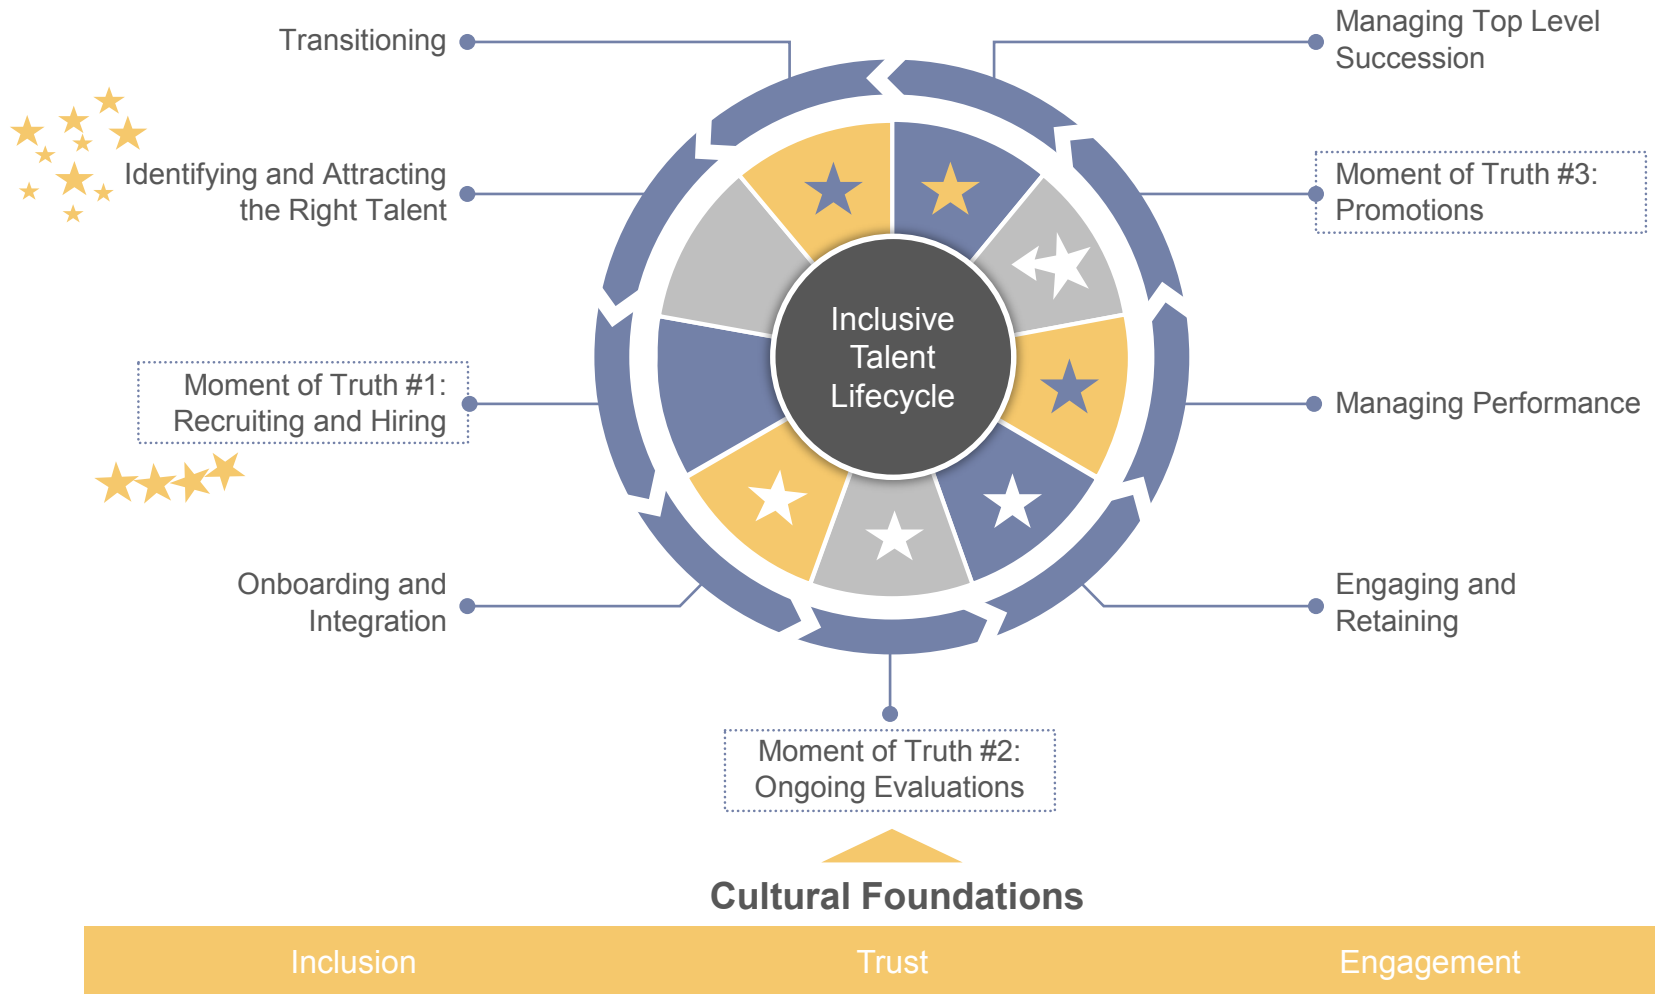 Transitioning
Managing Top Level
Succession
Identifying and Attracting
the Right Talent
Moment of Truth #3:
Promotions
Inclusive
Talent
Lifecycle
Moment of Truth #1:
Recruiting and Hiring
Managing Performance
Onboarding and
Integration
Engaging and
Retaining
Moment of Truth #2:
Ongoing Evaluations
Cultural Foundations
Inclusion
Trust
Engagement